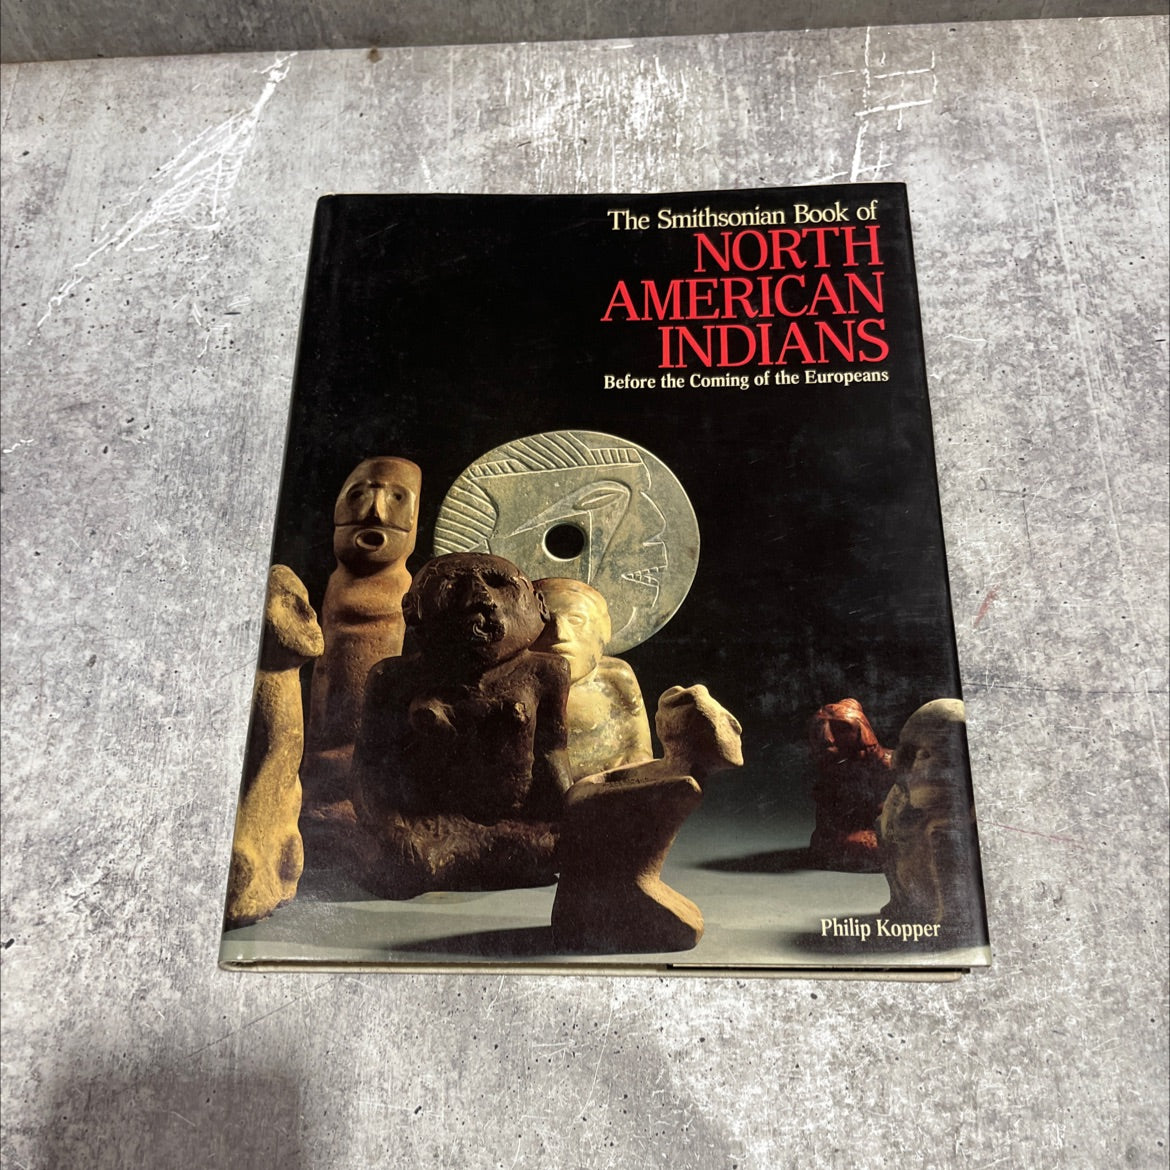 The Smithsonian Book of
NORTH
AMERICAN
INDIANS
Before the Coming of the Europeans
Philip Kopper